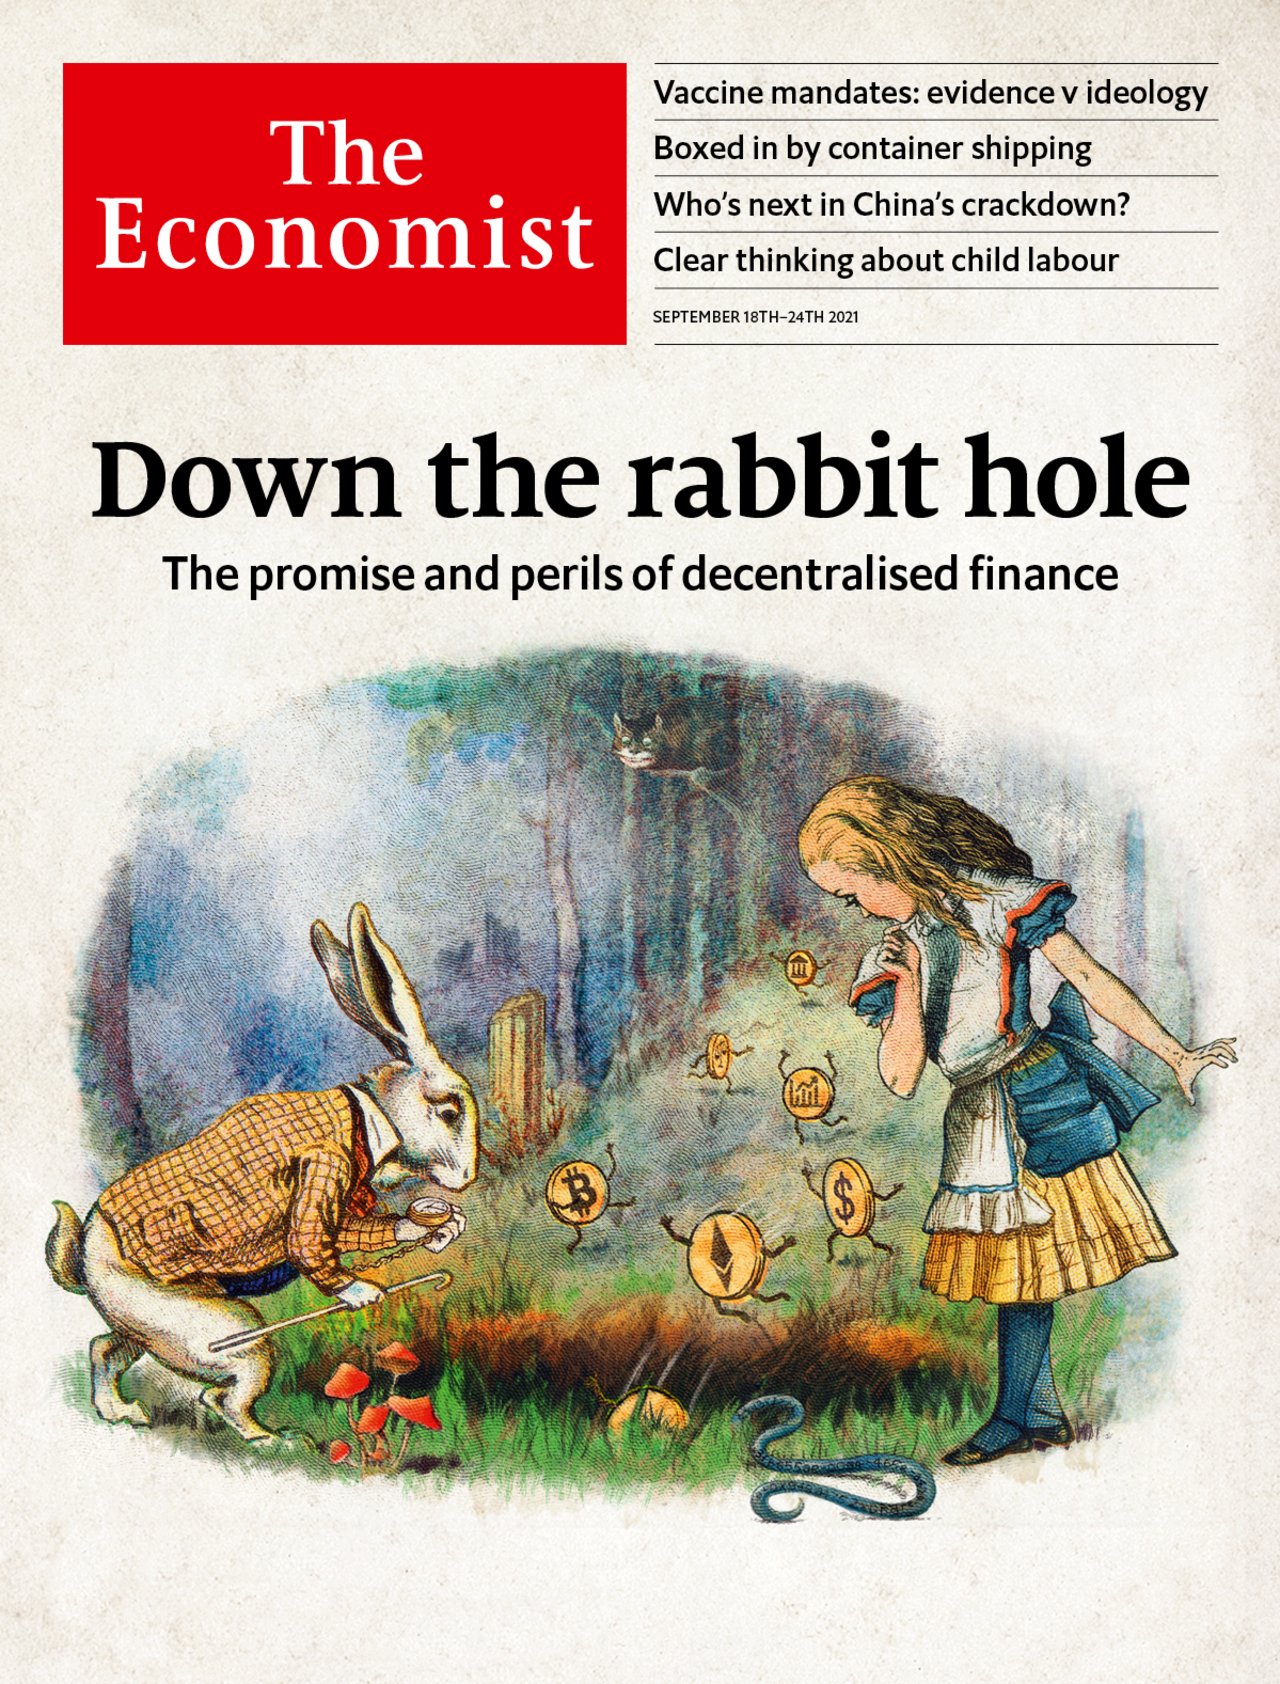 The
Economist
Vaccine mandates: evidence v ideology
Boxed in by container shipping
Who's next in China's crackdown?
Clear thinking about child labour
SEPTEMBER 18TH–24TH 2021
Down the rabbit hole
The promise and perils of decentralised finance
$